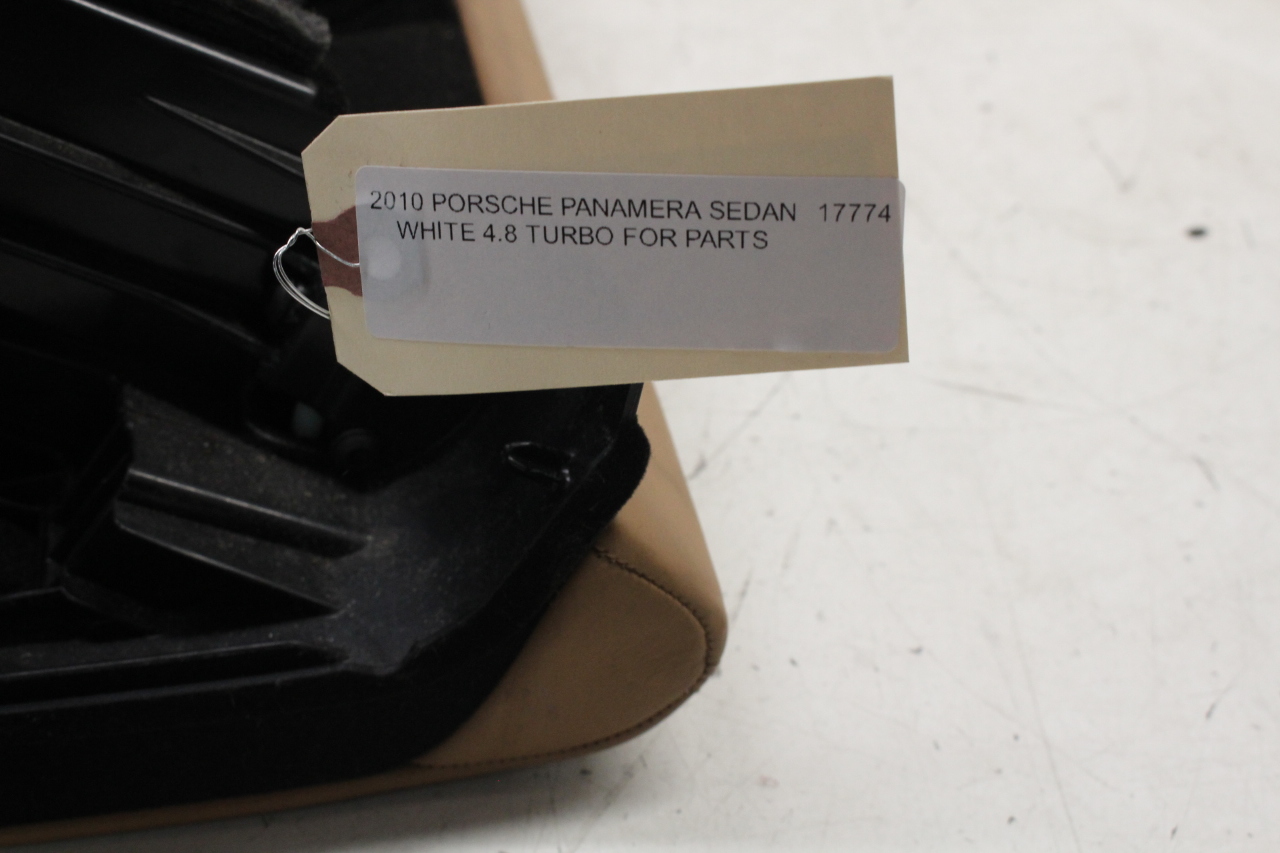 2010 PORSCHE PANAMERA SEDAN 17774
WHITE 4.8 TURBO FOR PARTS